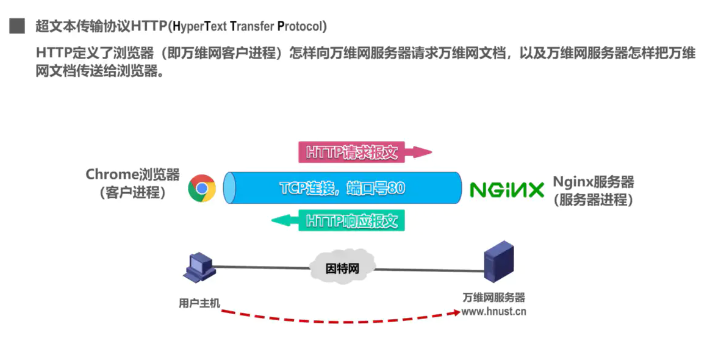 超文本传输协议HTTP(HyperText Transfer Protocol)
HTTP定义了浏览器（即万维网客户进程）怎样向万维网服务器请求万维网文档，以及万维网服务器怎样把万维
网文档传送给浏览器。
HTTP请求报文
Chrome浏览器
（客户进程）
TCP连接，端口号80
NGINX
Nginx服务器
（服务器进程）
HTTP响应报文
因特网
用户主机
万维网服务器
www.hnust.cn